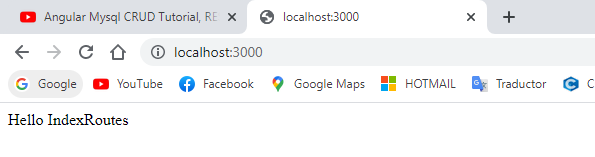 Angular Mysql CRUD Tutorial, RE
localhost:3000
localhost:3000
Google YouTube Facebook Google Maps HOTMAIL Traductor C
Hello IndexRoutes